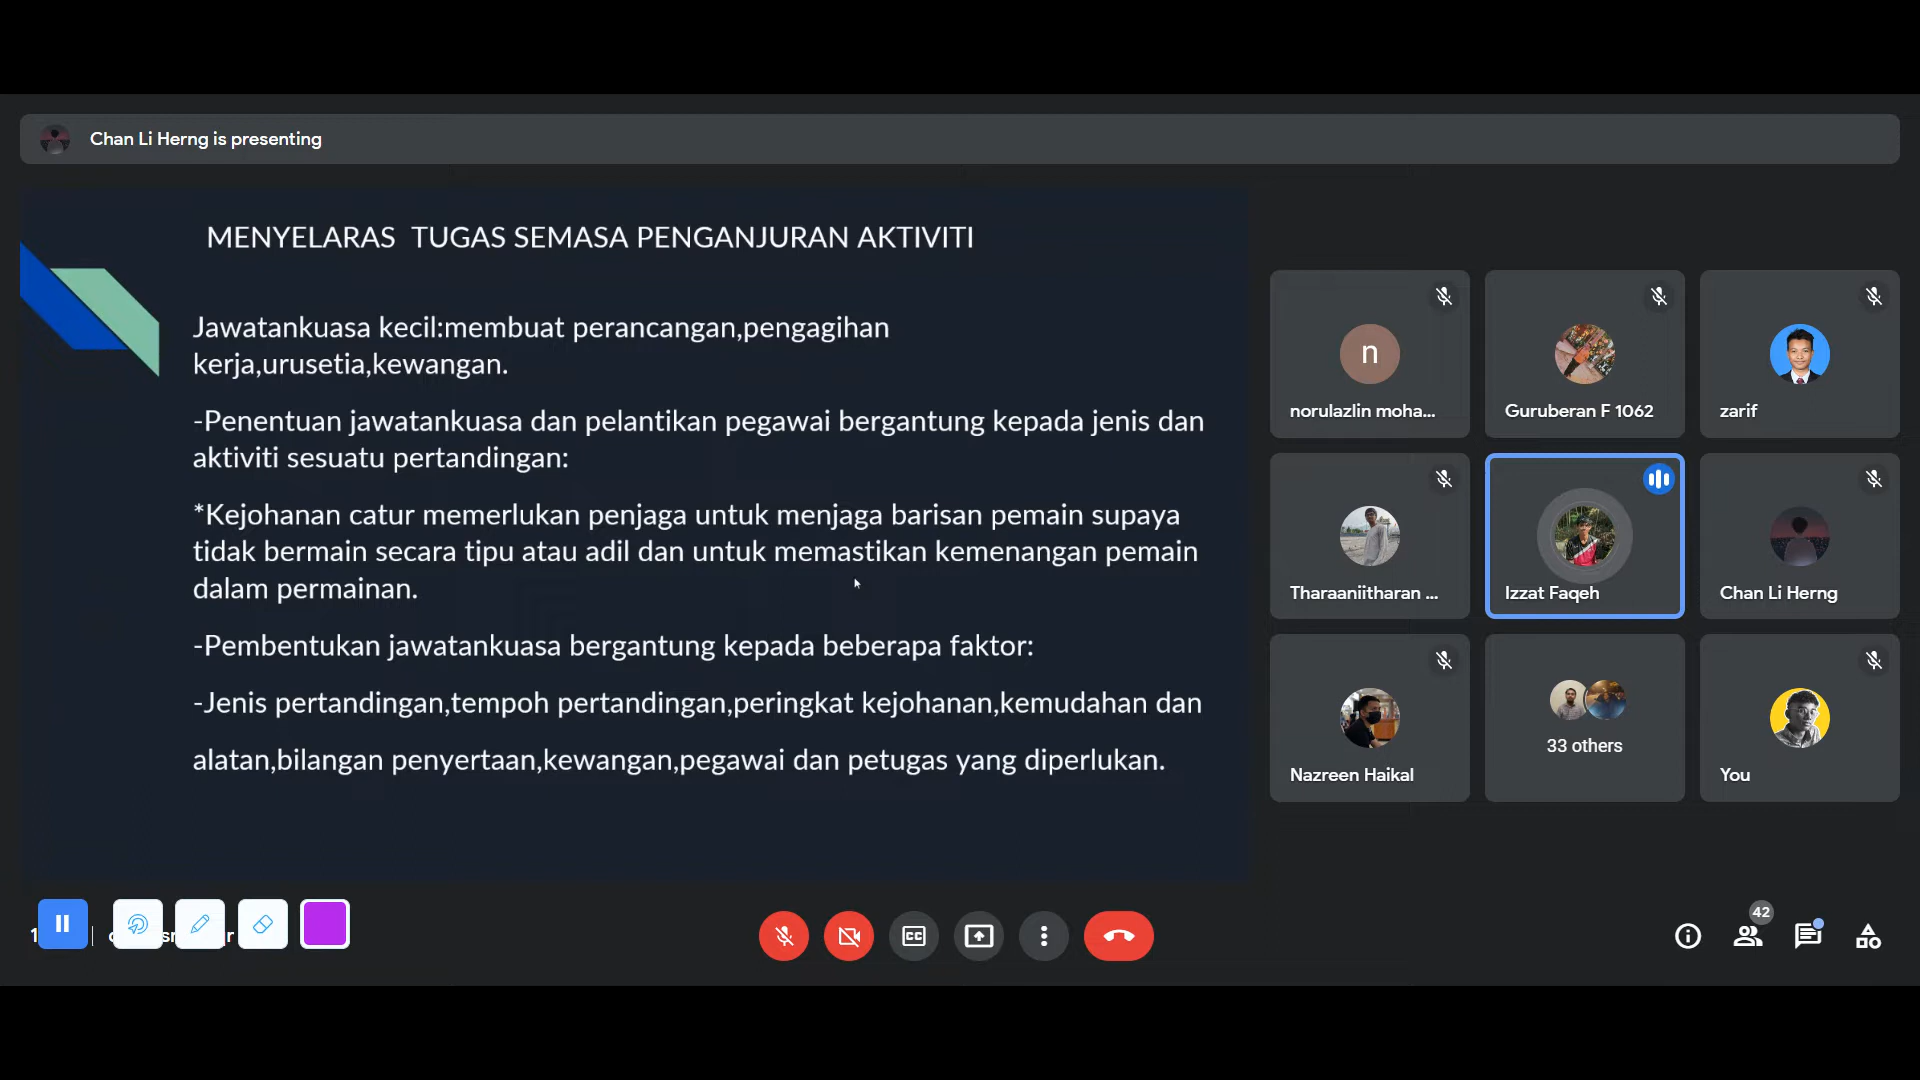 Chan Li Herng is presenting
MENYELARAS  TUGAS SEMASA PENGANJURAN AKTIVITI
Jawatankuasa kecil:membuat perancangan,pengagihan
kerja,urusetia,kewangan.
-Penentuan jawatankuasa dan pelantikan pegawai bergantung kepada jenis dan
aktiviti sesuatu pertandingan:
*Kejohanan catur memerlukan penjaga untuk menjaga barisan pemain supaya
tidak bermain secara tipu atau adil dan untuk memastikan kemenangan pemain
dalam permainan.
-Pembentukan jawatankuasa bergantung kepada beberapa faktor:
-Jenis pertandingan,tempoh pertandingan,peringkat kejohanan,kemudahan dan
alatan,bilangan penyertaan,kewangan,pegawai dan petugas yang diperlukan.
n
norulazlin moha...
Guruberan F 1062
zarif
Tharaaniitharan ...
Izzat Faqeh
Chan Li Herng
Nazreen Haikal
33 others
You
CC
42